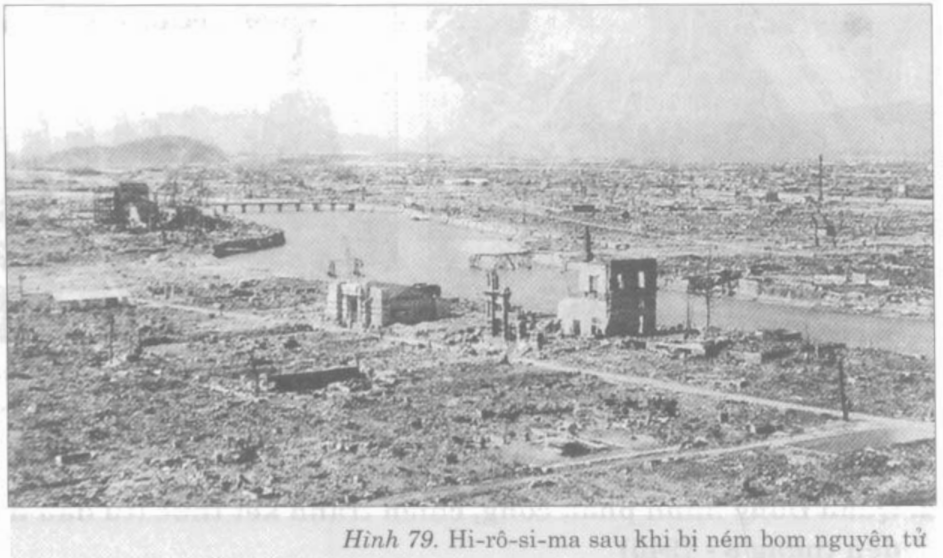 Hình 79. Hi-rô-si-ma sau khi bị ném bom nguyên tử